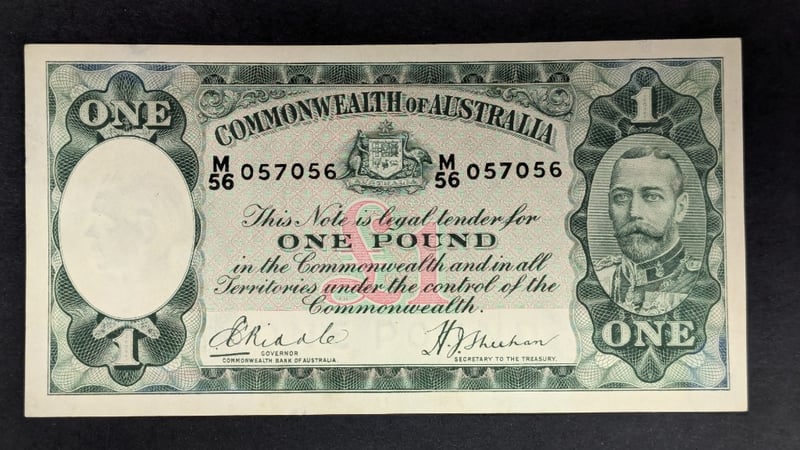 ONE
COMMONWEALTH OF AUSTRALIA
1
M/56 057056 M/56 057056
AUSTRALIA
This Note is legal tender for
ONE POUND
in the Commonwealth and in all
Territories under the control of the
Commonwealth.
£1
1
ONE
E Riddle
H.J. Sheehan
GOVERNOR
COMMONWEALTH BANK OF AUSTRALIA.
SECRETARY TO THE TREASURY.